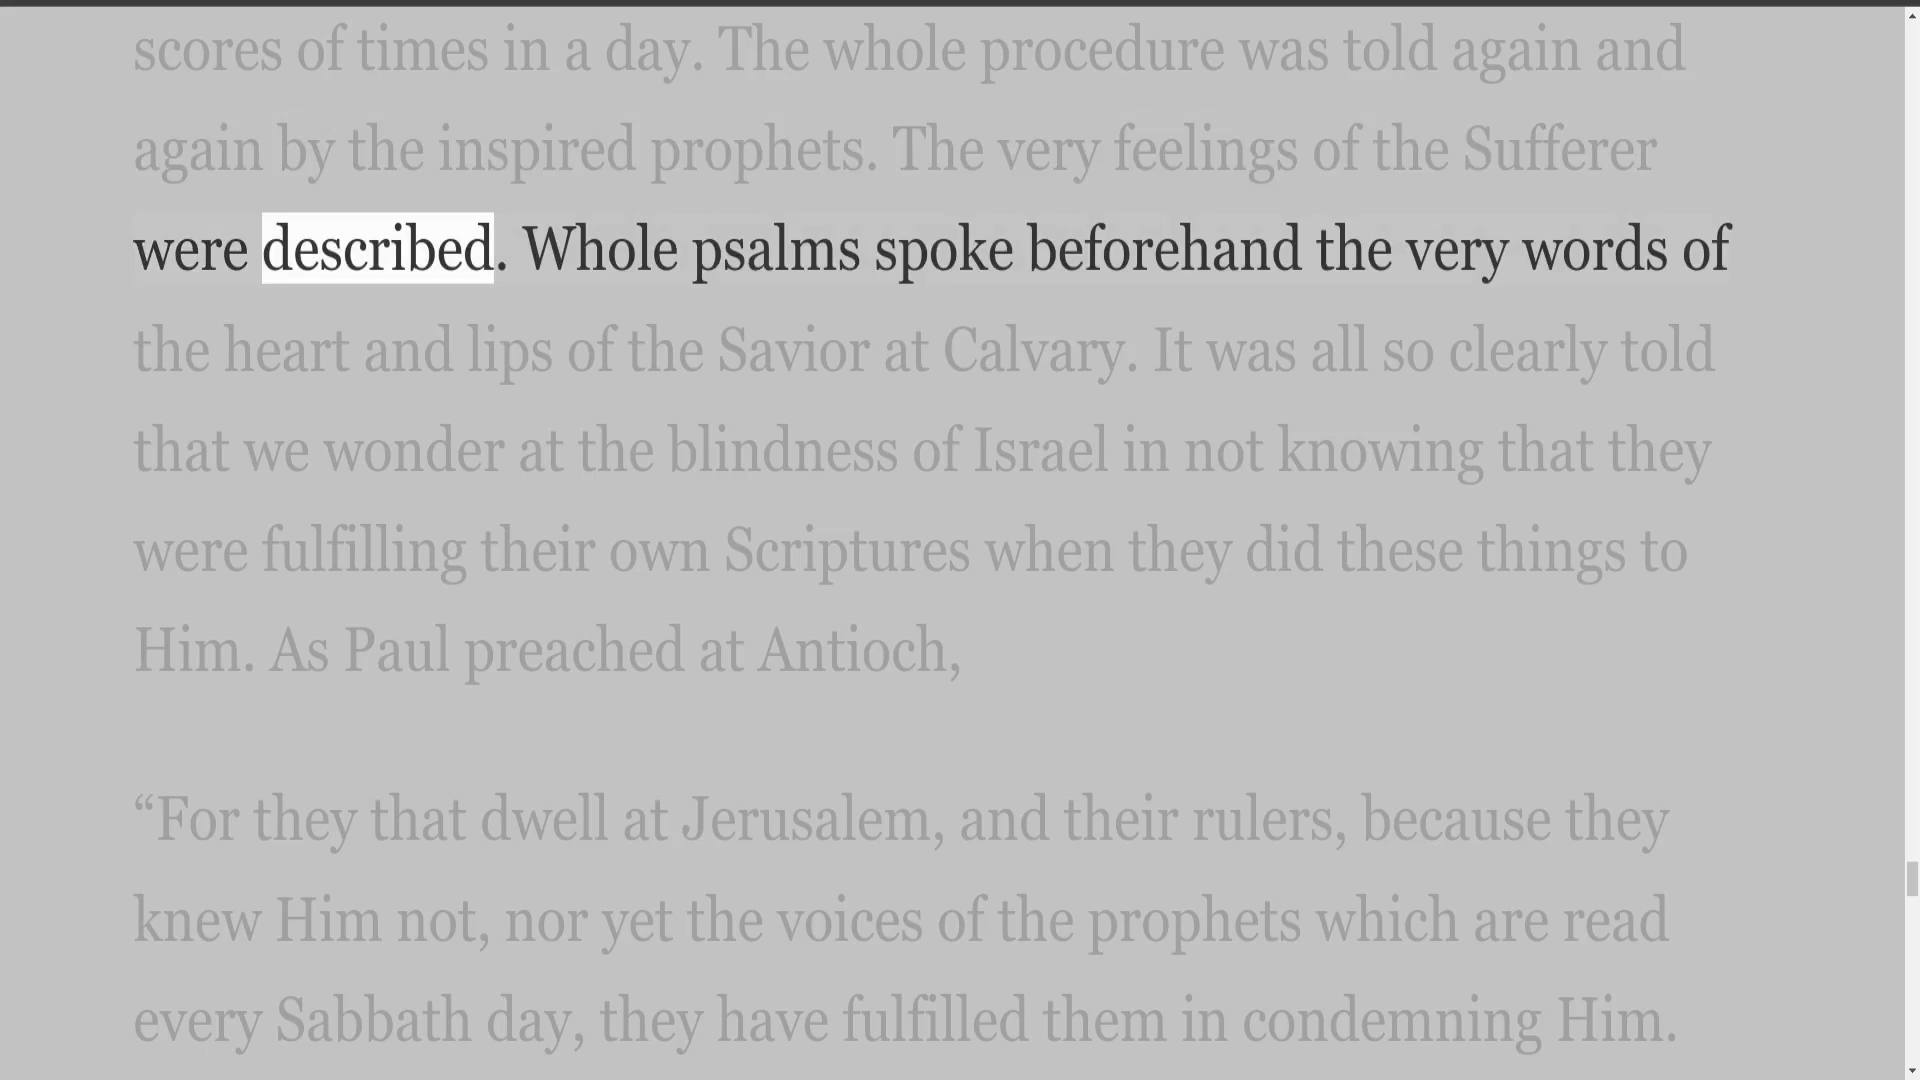 scores of times in a day. The whole procedure was told again and
again by the inspired prophets. The very feelings of the Sufferer
were described. Whole psalms spoke beforehand the very words of
the heart and lips of the Savior at Calvary. It was all so clearly told
that we wonder at the blindness of Israel in not knowing that they
were fulfilling their own Scriptures when they did these things to
Him. As Paul preached at Antioch,
“For they that dwell at Jerusalem, and their rulers, because they
knew Him not, nor yet the voices of the prophets which are read
every Sabbath day, they have fulfilled them in condemning Him.